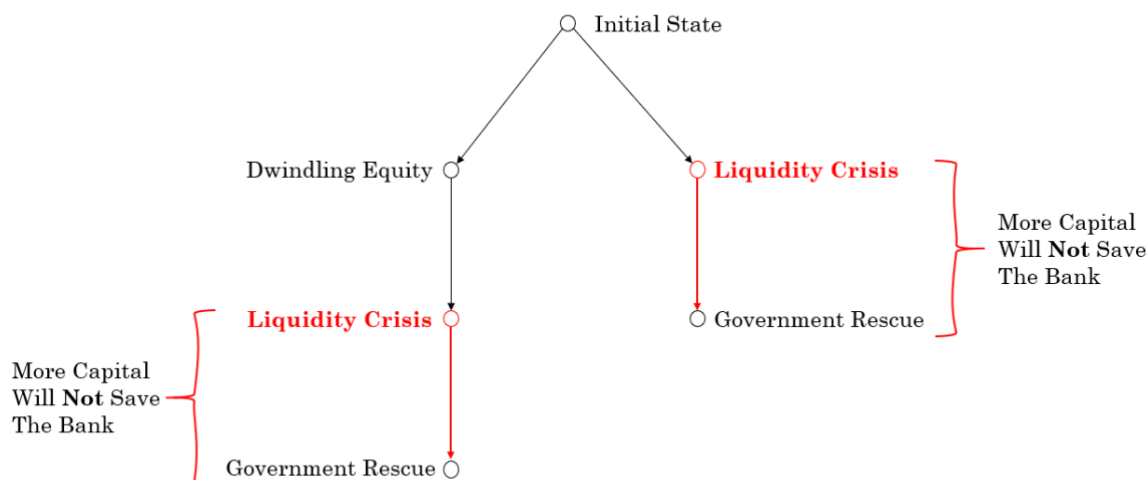 Initial State
Dwindling Equity
Liquidity Crisis
More Capital
Will Not Save
The Bank
Liquidity Crisis
Government Rescue
More Capital
Will Not Save
The Bank
Government Rescue